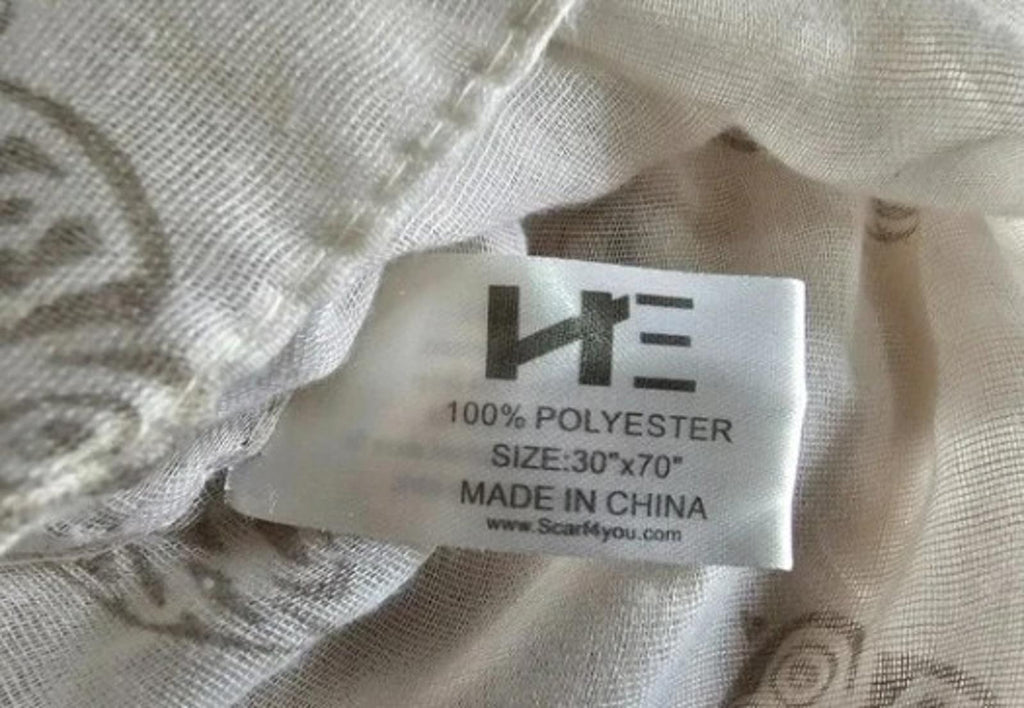 HE
100% POLYESTER
SIZE:30"x70"
MADE IN CHINA
www.Scarf4you.com